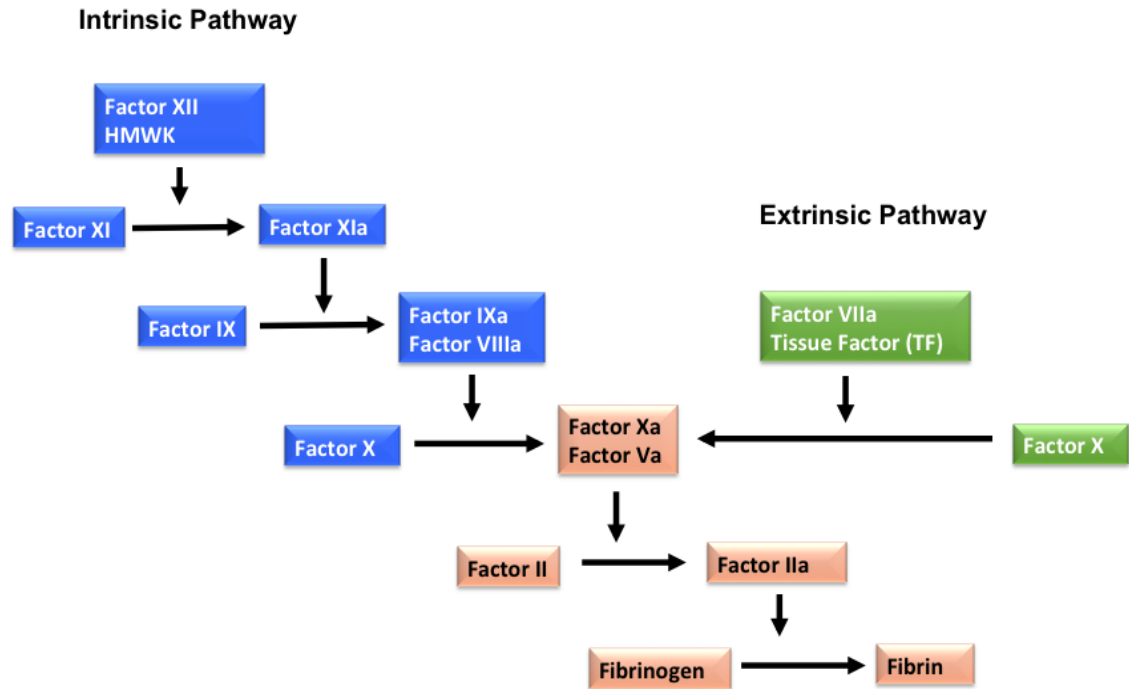 Intrinsic Pathway
Factor XII
HMWK
Factor XI
Factor XIa
Extrinsic Pathway
Factor IX
Factor IXa
Factor VIIIa
Factor VIIa
Tissue Factor (TF)
Factor X
Factor Xa
Factor Va
Factor X
Factor II
Factor IIa
Fibrinogen
Fibrin